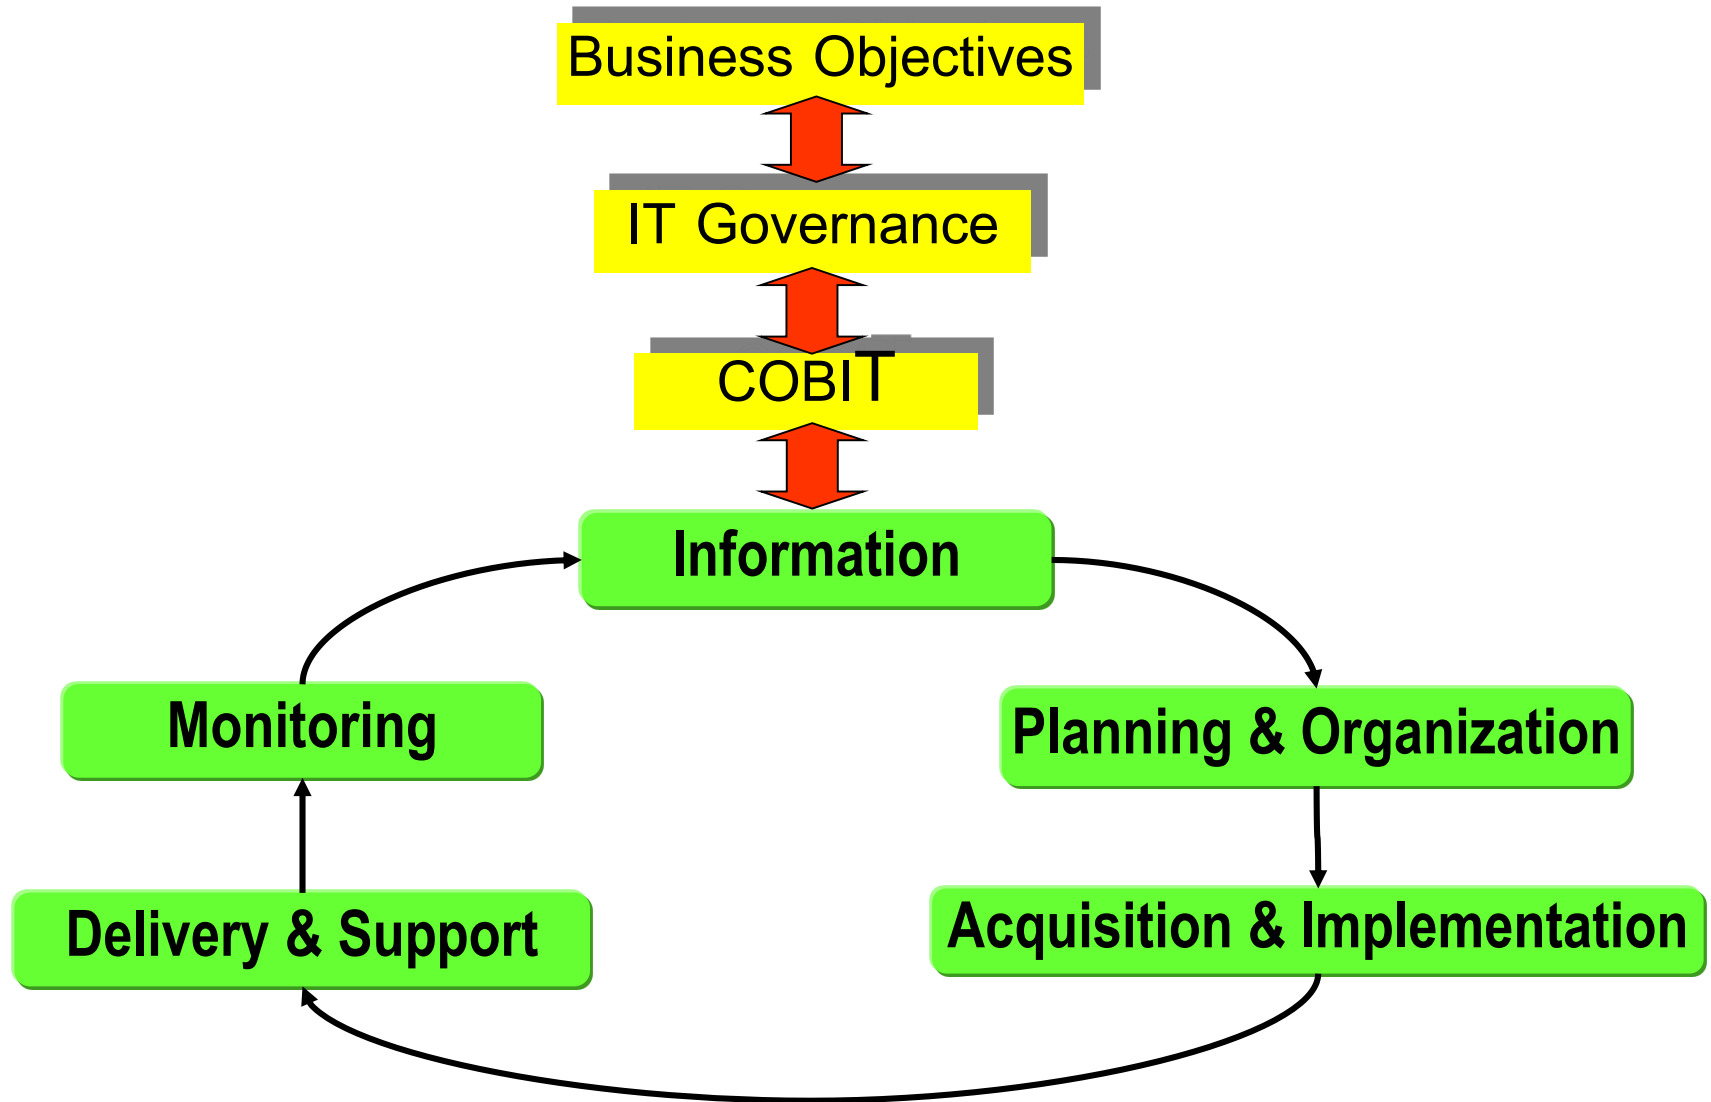 Business Objectives
IT Governance
COBIT
Information
Monitoring
Planning & Organization
Delivery & Support
Acquisition & Implementation